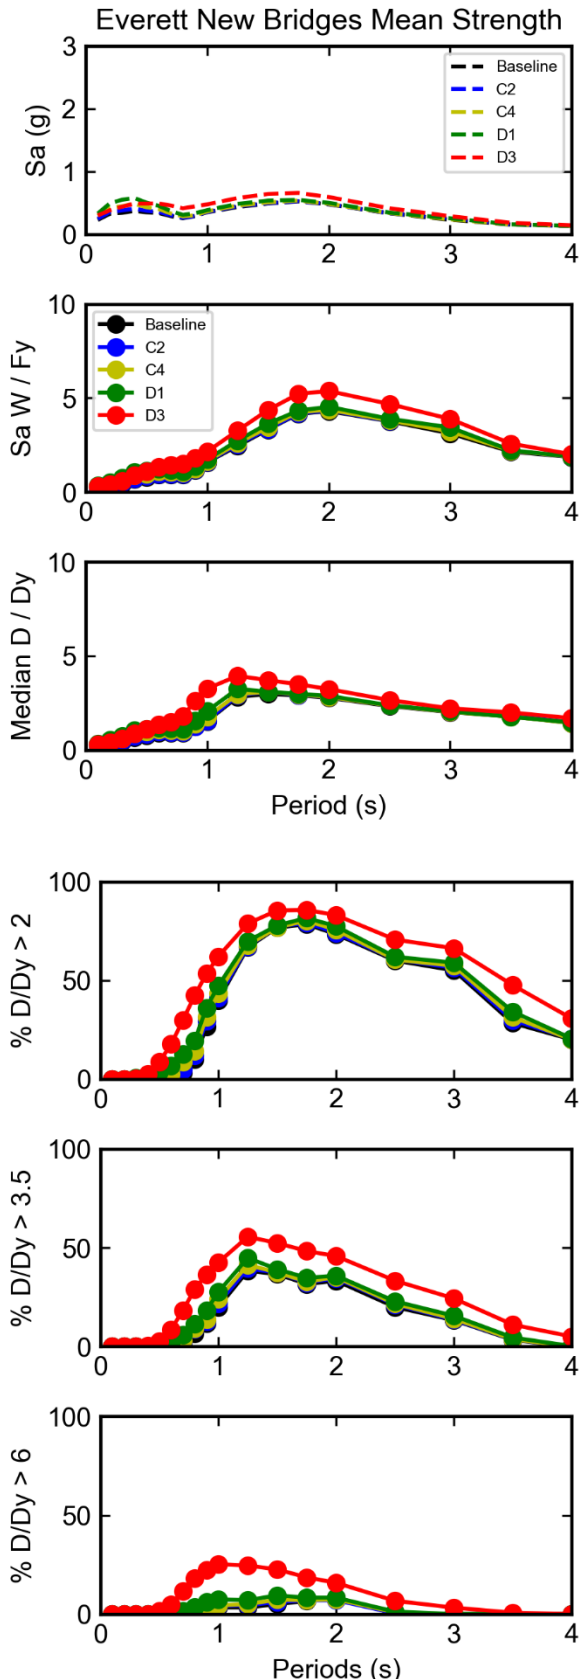 Everett New Bridges Mean Strength
3
2
1
0
Sa (g)
Baseline
C2
C4
D1
D3
0 1 2 3 4
10
5
0
Sa W / Fy
Baseline
C2
C4
D1
D3
0 1 2 3 4
10
5
0
Median D / Dy
0 1 2 3 4
Period (s)
100
50
0
% D/Dy > 2
0 1 2 3 4
100
50
0
% D/Dy > 3.5
0 1 2 3 4
100
50
0
% D/Dy > 6
0 1 2 3 4
Periods (s)